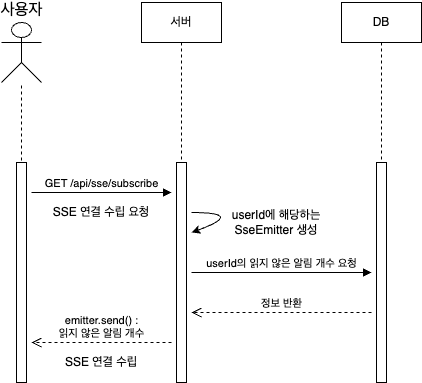 사용자
서버
DB
GET /api/sse/subscribe
SSE 연결 수립 요청
userId에 해당하는
SseEmitter 생성
userId의 읽지 않은 알림 개수 요청
정보 반환
emitter.send() :
읽지 않은 알림 개수
SSE 연결 수립